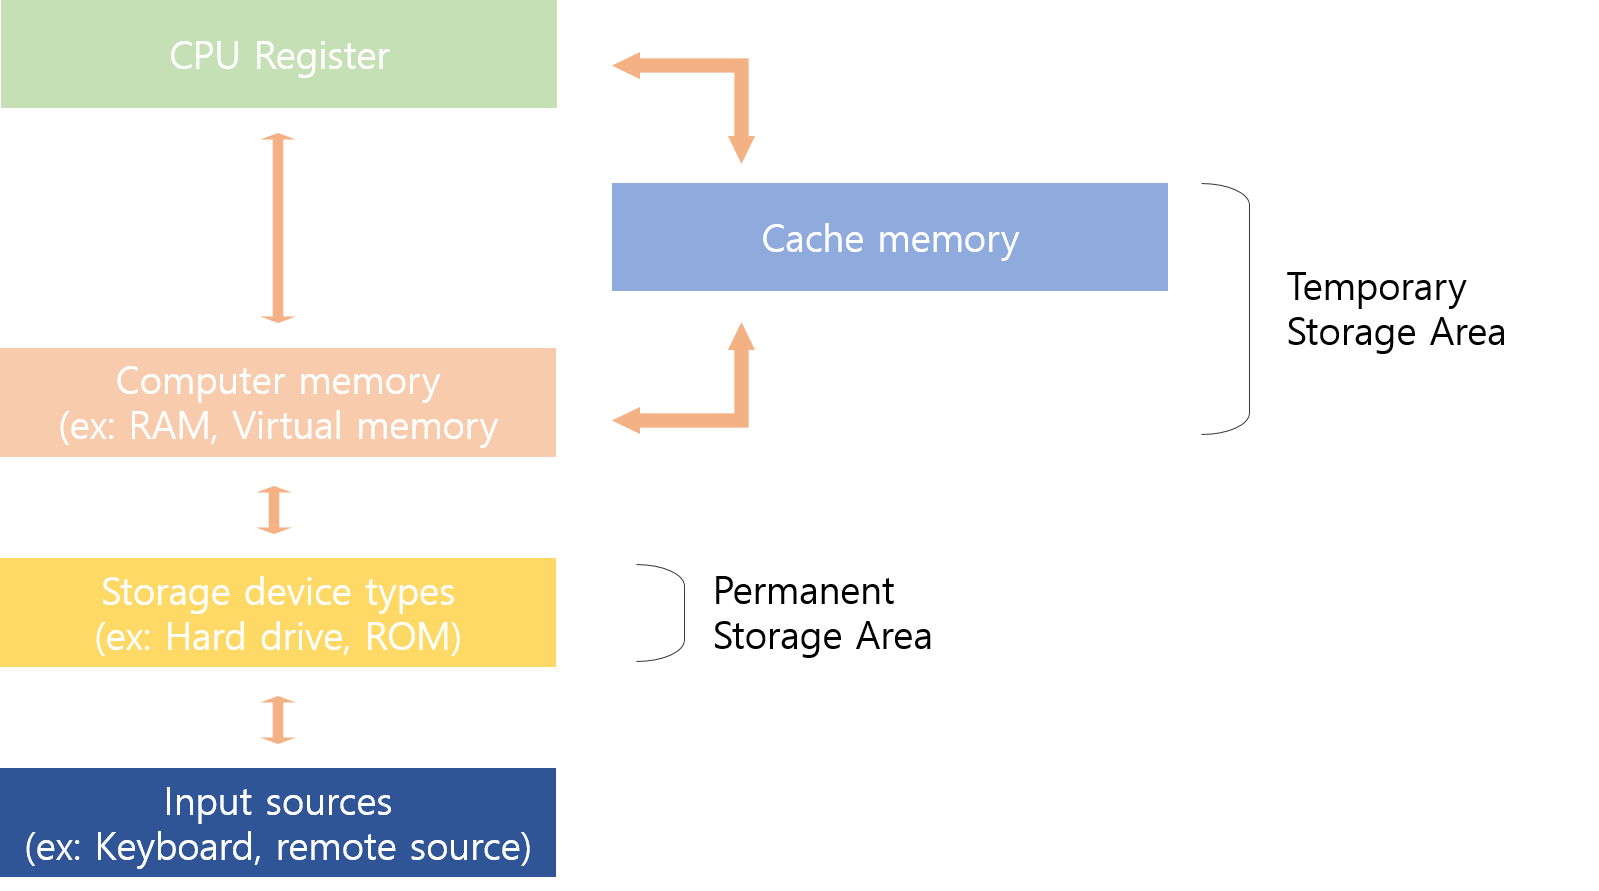 CPU Register
Cache memory
Temporary
Storage Area
Computer memory
(ex: RAM, Virtual memory
Storage device types
(ex: Hard drive, ROM)
Permanent
Storage Area
Input sources
(ex: Keyboard, remote source)